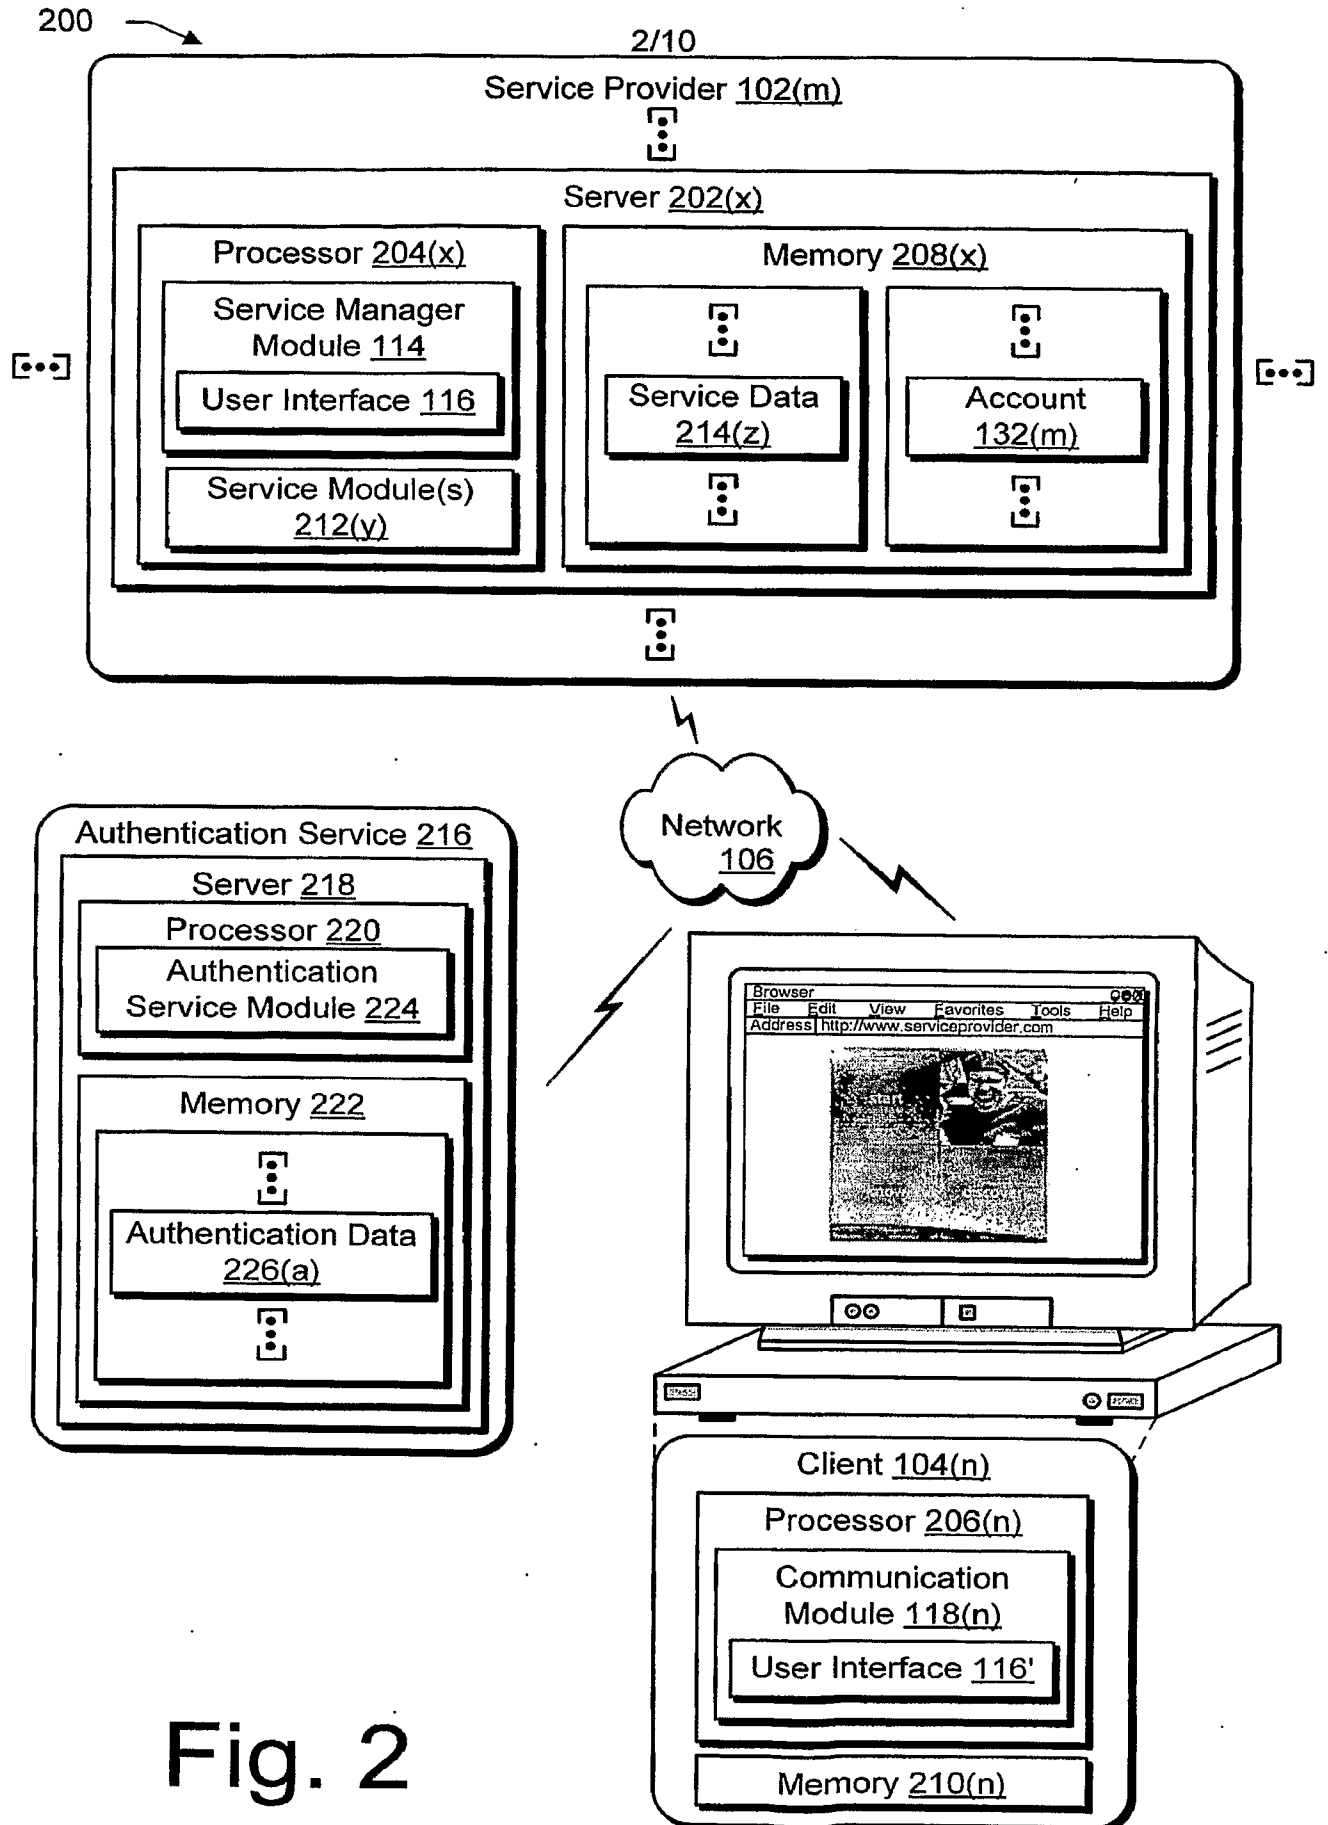 200
2/10
Service Provider 102(m)
Server 202(x)
Processor 204(x)
Service Manager
Module 114
User Interface 116
Service Module(s)
212(y)
Memory 208(x)
Service Data
214(z)
Account
132(m)
Network
106
Authentication Service 216
Server 218
Processor 220
Authentication
Service Module 224
Memory 222
Authentication Data
226(a)
Browser
File Edit View Favorites Tools Help
Address http://www.serviceprovider.com
Client 104(n)
Processor 206(n)
Communication
Module 118(n)
User Interface 116'
Memory 210(n)
Fig. 2